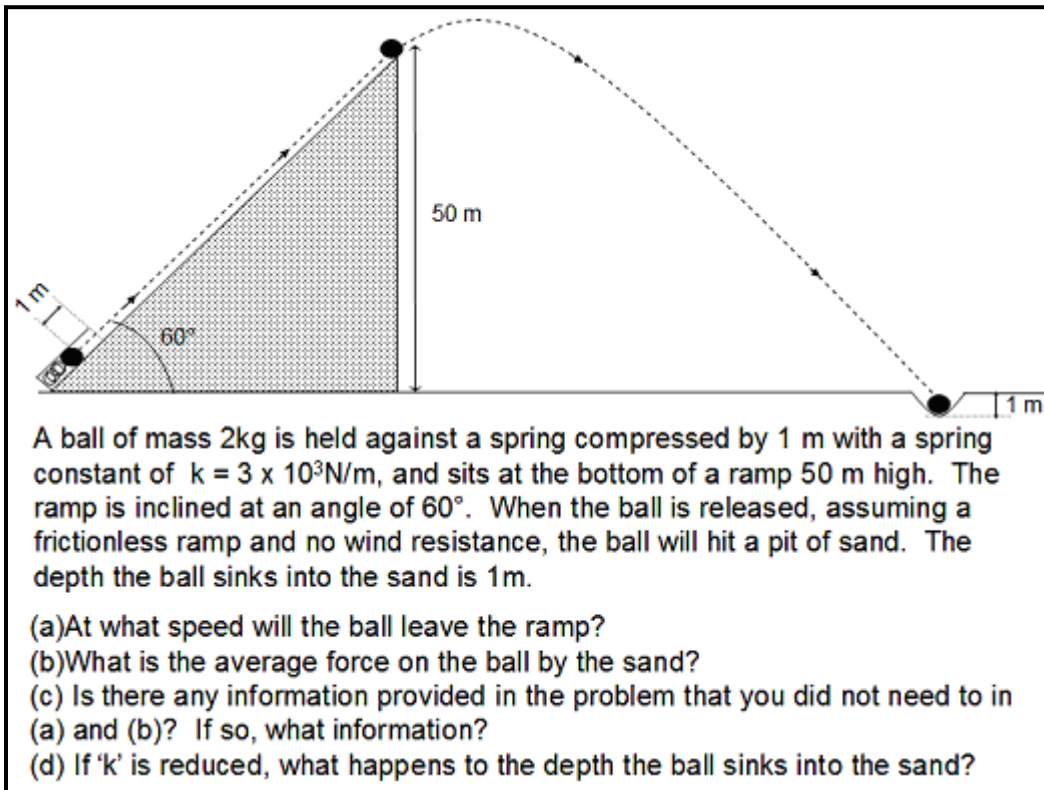 50 m
1 m
60°
1 m
A ball of mass 2kg is held against a spring compressed by 1 m with a spring
constant of k = 3 x 10³N/m, and sits at the bottom of a ramp 50 m high. The
ramp is inclined at an angle of 60°. When the ball is released, assuming a
frictionless ramp and no wind resistance, the ball will hit a pit of sand. The
depth the ball sinks into the sand is 1m.
(a)At what speed will the ball leave the ramp?
(b)What is the average force on the ball by the sand?
(c) Is there any information provided in the problem that you did not need to in
(a) and (b)? If so, what information?
(d) If ‘k’ is reduced, what happens to the depth the ball sinks into the sand?